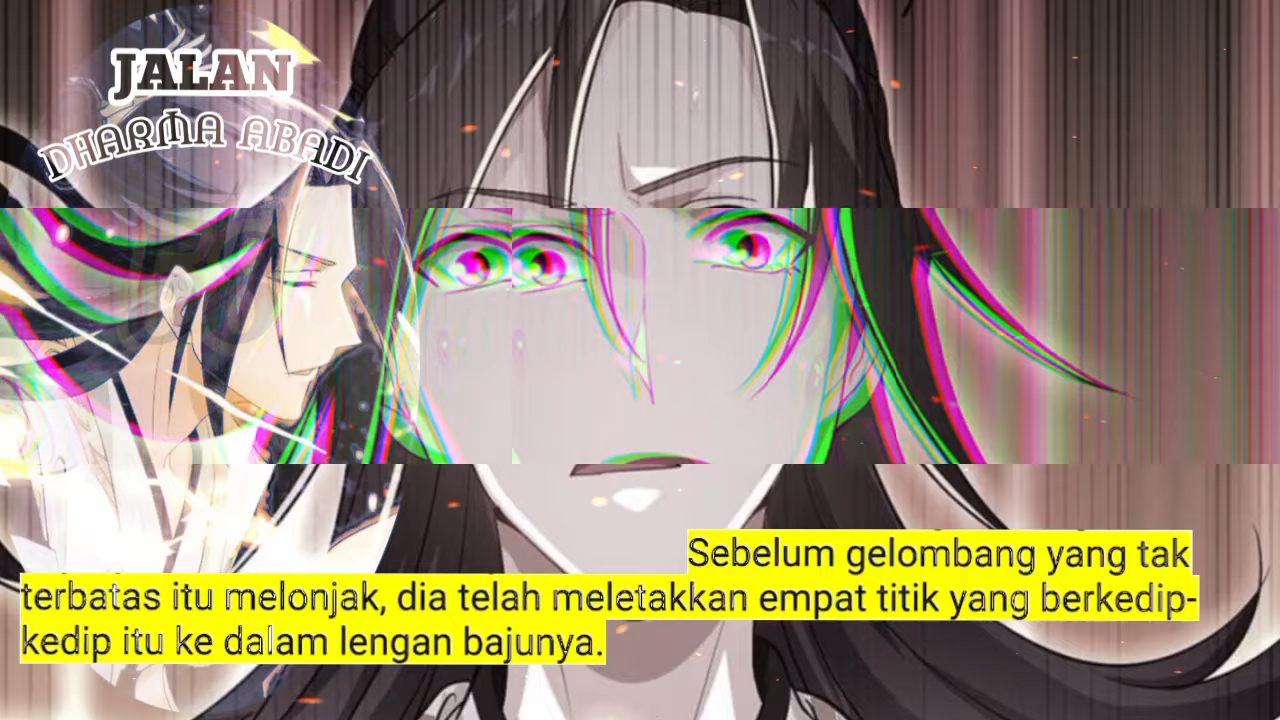 JALAN
DHARMA ABADI
Sebelum gelombang yang tak
terbatas itu melonjak, dia telah meletakkan empat titik yang berkedip-
kedip itu ke dalam lengan bajunya.